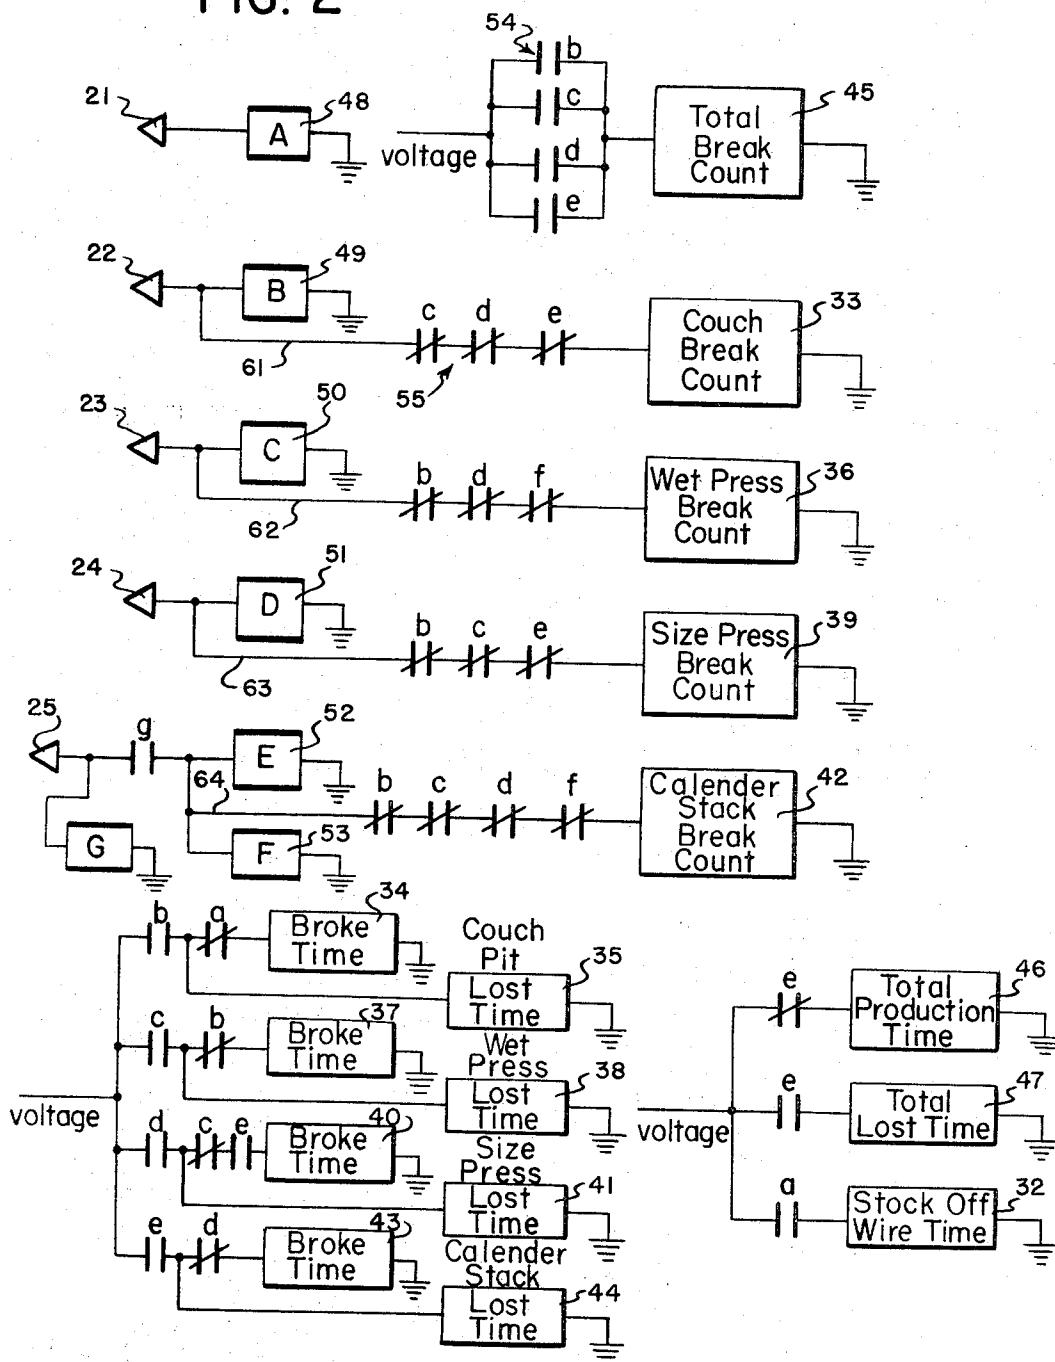 FIG. 2
54
b
21
48
A
c
45
Total
Break
Count
voltage
d
e
22
49
B
c d e
33
Couch
Break
Count
61
55
23
50
C
b d f
36
Wet Press
Break
Count
62
24
51
D
b c e
39
Size Press
Break
Count
63
25
g
52
E
64
b c d f
42
Calender
Stack
Break
Count
G
F
53
b a
34
Broke
Time
Couch
Pit
35
Lost
Time
c b
37
Broke
Time
Wet
Press
38
Lost
Time
voltage
d c e
40
Broke
Time
Size
Press
41
Lost
Time
e d
43
Broke
Time
Calender
Stack
44
Lost
Time
e
46
Total
Production
Time
voltage
e
47
Total
Lost Time
a
32
Stock Off
Wire Time